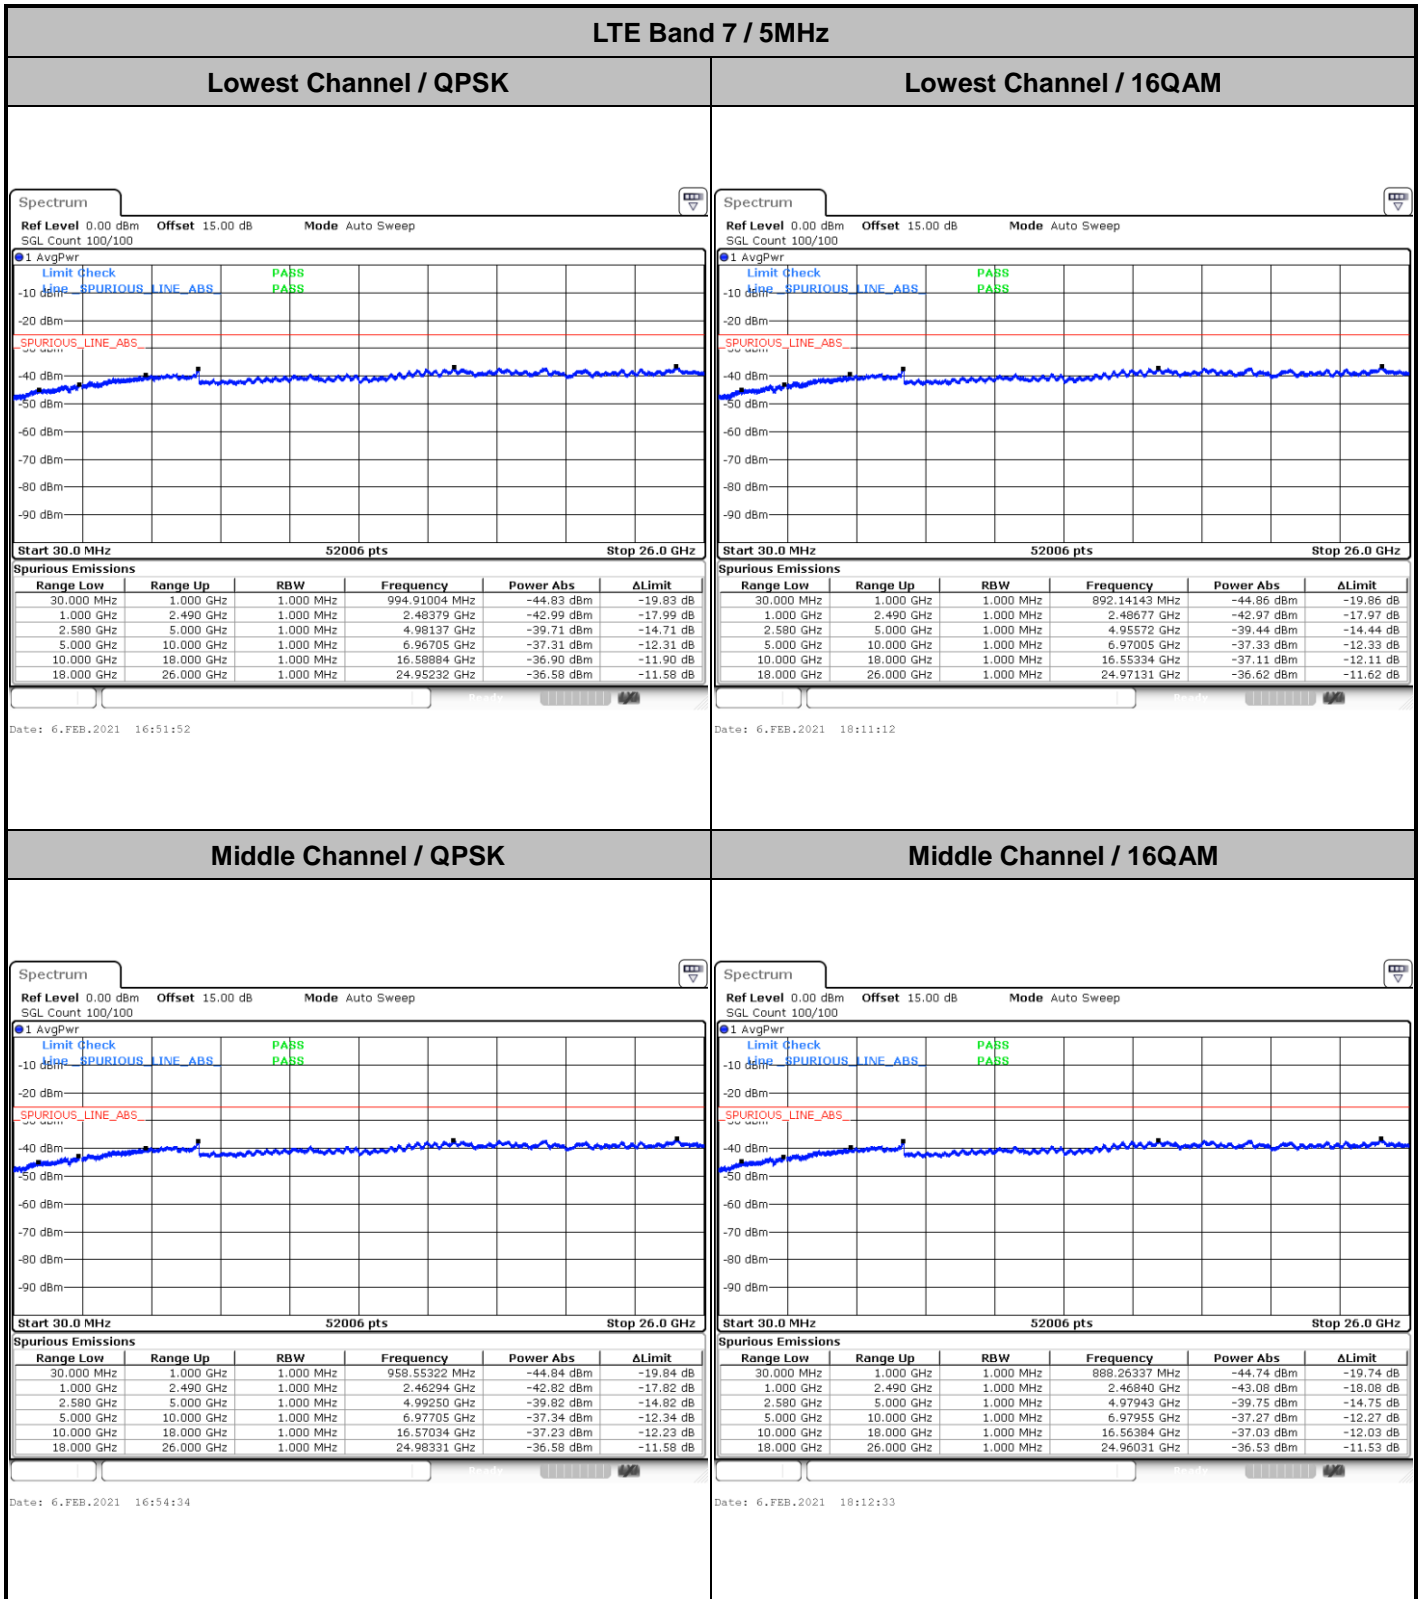 LTE Band 7 / 5MHz
Lowest Channel / QPSK
Lowest Channel / 16QAM
Spectrum
Ref Level 0.00 dBm Offset 15.00 dB Mode Auto Sweep
SGL Count 100/100
1 AvgPwr
Limit Check PASS
Line _SPURIOUS_LINE_ABS_ PASS
-10 dBm
-20 dBm
_SPURIOUS_LINE_ABS_
-30 dBm
-40 dBm
-50 dBm
-60 dBm
-70 dBm
-80 dBm
-90 dBm
Start 30.0 MHz 52006 pts Stop 26.0 GHz
Spurious Emissions
Range Low Range Up RBW Frequency Power Abs ΔLimit
30.000 MHz 1.000 GHz 1.000 MHz 994.91004 MHz -44.83 dBm -19.83 dB
1.000 GHz 2.490 GHz 1.000 MHz 2.48379 GHz -42.99 dBm -17.99 dB
2.580 GHz 5.000 GHz 1.000 MHz 4.98137 GHz -39.71 dBm -14.71 dB
5.000 GHz 10.000 GHz 1.000 MHz 6.96705 GHz -37.31 dBm -12.31 dB
10.000 GHz 18.000 GHz 1.000 MHz 16.58884 GHz -36.90 dBm -11.90 dB
18.000 GHz 26.000 GHz 1.000 MHz 24.95232 GHz -36.58 dBm -11.58 dB
Ready
Date: 6.FEB.2021 16:51:52
Spectrum
Ref Level 0.00 dBm Offset 15.00 dB Mode Auto Sweep
SGL Count 100/100
1 AvgPwr
Limit Check PASS
Line _SPURIOUS_LINE_ABS_ PASS
-10 dBm
-20 dBm
_SPURIOUS_LINE_ABS_
-30 dBm
-40 dBm
-50 dBm
-60 dBm
-70 dBm
-80 dBm
-90 dBm
Start 30.0 MHz 52006 pts Stop 26.0 GHz
Spurious Emissions
Range Low Range Up RBW Frequency Power Abs ΔLimit
30.000 MHz 1.000 GHz 1.000 MHz 892.14143 MHz -44.86 dBm -19.86 dB
1.000 GHz 2.490 GHz 1.000 MHz 2.48677 GHz -42.97 dBm -17.97 dB
2.580 GHz 5.000 GHz 1.000 MHz 4.95572 GHz -39.44 dBm -14.44 dB
5.000 GHz 10.000 GHz 1.000 MHz 6.97005 GHz -37.33 dBm -12.33 dB
10.000 GHz 18.000 GHz 1.000 MHz 16.55334 GHz -37.11 dBm -12.11 dB
18.000 GHz 26.000 GHz 1.000 MHz 24.97131 GHz -36.62 dBm -11.62 dB
Ready
Date: 6.FEB.2021 18:11:12
Middle Channel / QPSK
Middle Channel / 16QAM
Spectrum
Ref Level 0.00 dBm Offset 15.00 dB Mode Auto Sweep
SGL Count 100/100
1 AvgPwr
Limit Check PASS
Line _SPURIOUS_LINE_ABS_ PASS
-10 dBm
-20 dBm
_SPURIOUS_LINE_ABS_
-30 dBm
-40 dBm
-50 dBm
-60 dBm
-70 dBm
-80 dBm
-90 dBm
Start 30.0 MHz 52006 pts Stop 26.0 GHz
Spurious Emissions
Range Low Range Up RBW Frequency Power Abs ΔLimit
30.000 MHz 1.000 GHz 1.000 MHz 958.55322 MHz -44.84 dBm -19.84 dB
1.000 GHz 2.490 GHz 1.000 MHz 2.46294 GHz -42.82 dBm -17.82 dB
2.580 GHz 5.000 GHz 1.000 MHz 4.99250 GHz -39.82 dBm -14.82 dB
5.000 GHz 10.000 GHz 1.000 MHz 6.97705 GHz -37.34 dBm -12.34 dB
10.000 GHz 18.000 GHz 1.000 MHz 16.57034 GHz -37.23 dBm -12.23 dB
18.000 GHz 26.000 GHz 1.000 MHz 24.98331 GHz -36.58 dBm -11.58 dB
Ready
Date: 6.FEB.2021 16:54:34
Spectrum
Ref Level 0.00 dBm Offset 15.00 dB Mode Auto Sweep
SGL Count 100/100
1 AvgPwr
Limit Check PASS
Line _SPURIOUS_LINE_ABS_ PASS
-10 dBm
-20 dBm
_SPURIOUS_LINE_ABS_
-30 dBm
-40 dBm
-50 dBm
-60 dBm
-70 dBm
-80 dBm
-90 dBm
Start 30.0 MHz 52006 pts Stop 26.0 GHz
Spurious Emissions
Range Low Range Up RBW Frequency Power Abs ΔLimit
30.000 MHz 1.000 GHz 1.000 MHz 888.26337 MHz -44.74 dBm -19.74 dB
1.000 GHz 2.490 GHz 1.000 MHz 2.46840 GHz -43.08 dBm -18.08 dB
2.580 GHz 5.000 GHz 1.000 MHz 4.97943 GHz -39.75 dBm -14.75 dB
5.000 GHz 10.000 GHz 1.000 MHz 6.97955 GHz -37.27 dBm -12.27 dB
10.000 GHz 18.000 GHz 1.000 MHz 16.56384 GHz -37.03 dBm -12.03 dB
18.000 GHz 26.000 GHz 1.000 MHz 24.96031 GHz -36.53 dBm -11.53 dB
Ready
Date: 6.FEB.2021 18:12:33